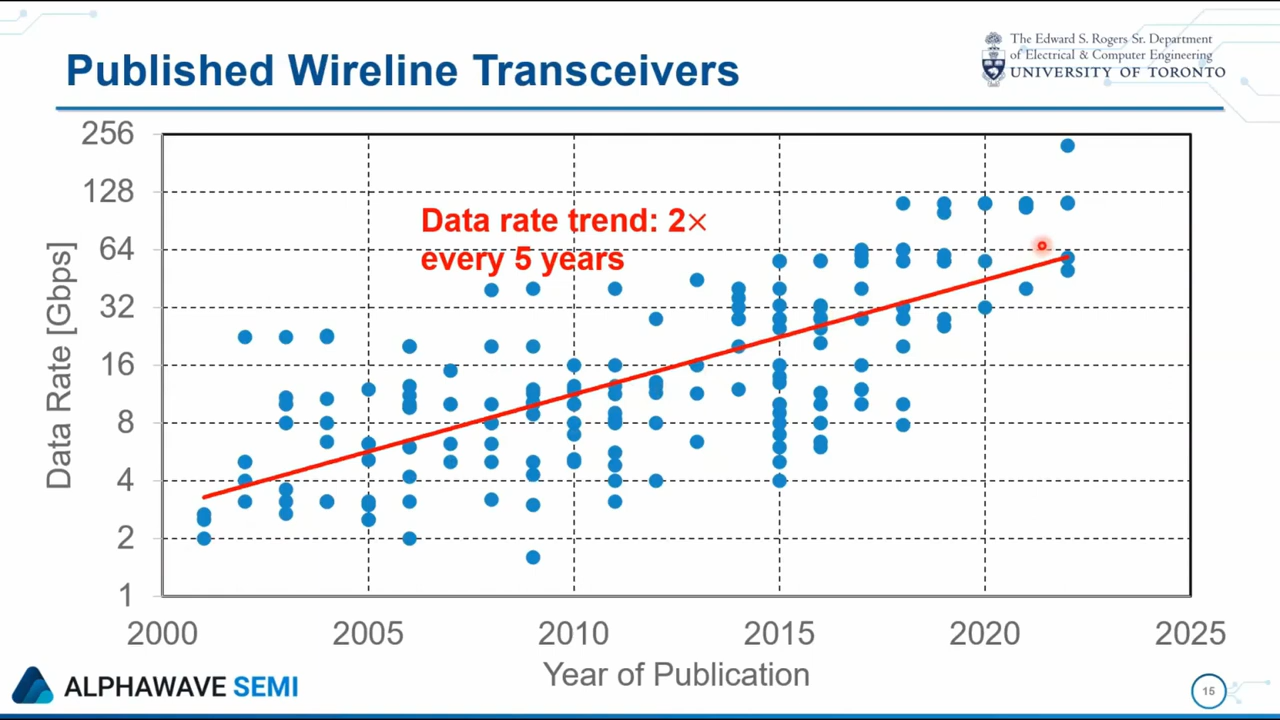 Published Wireline Transceivers
The Edward S. Rogers Sr. Department
of Electrical & Computer Engineering
UNIVERSITY OF TORONTO
256
128
64
32
16
8
4
2
1
Data Rate [Gbps]
Data rate trend: 2×
every 5 years
2000 2005 2010 2015 2020 2025
Year of Publication
ALPHAWAVE SEMI
15